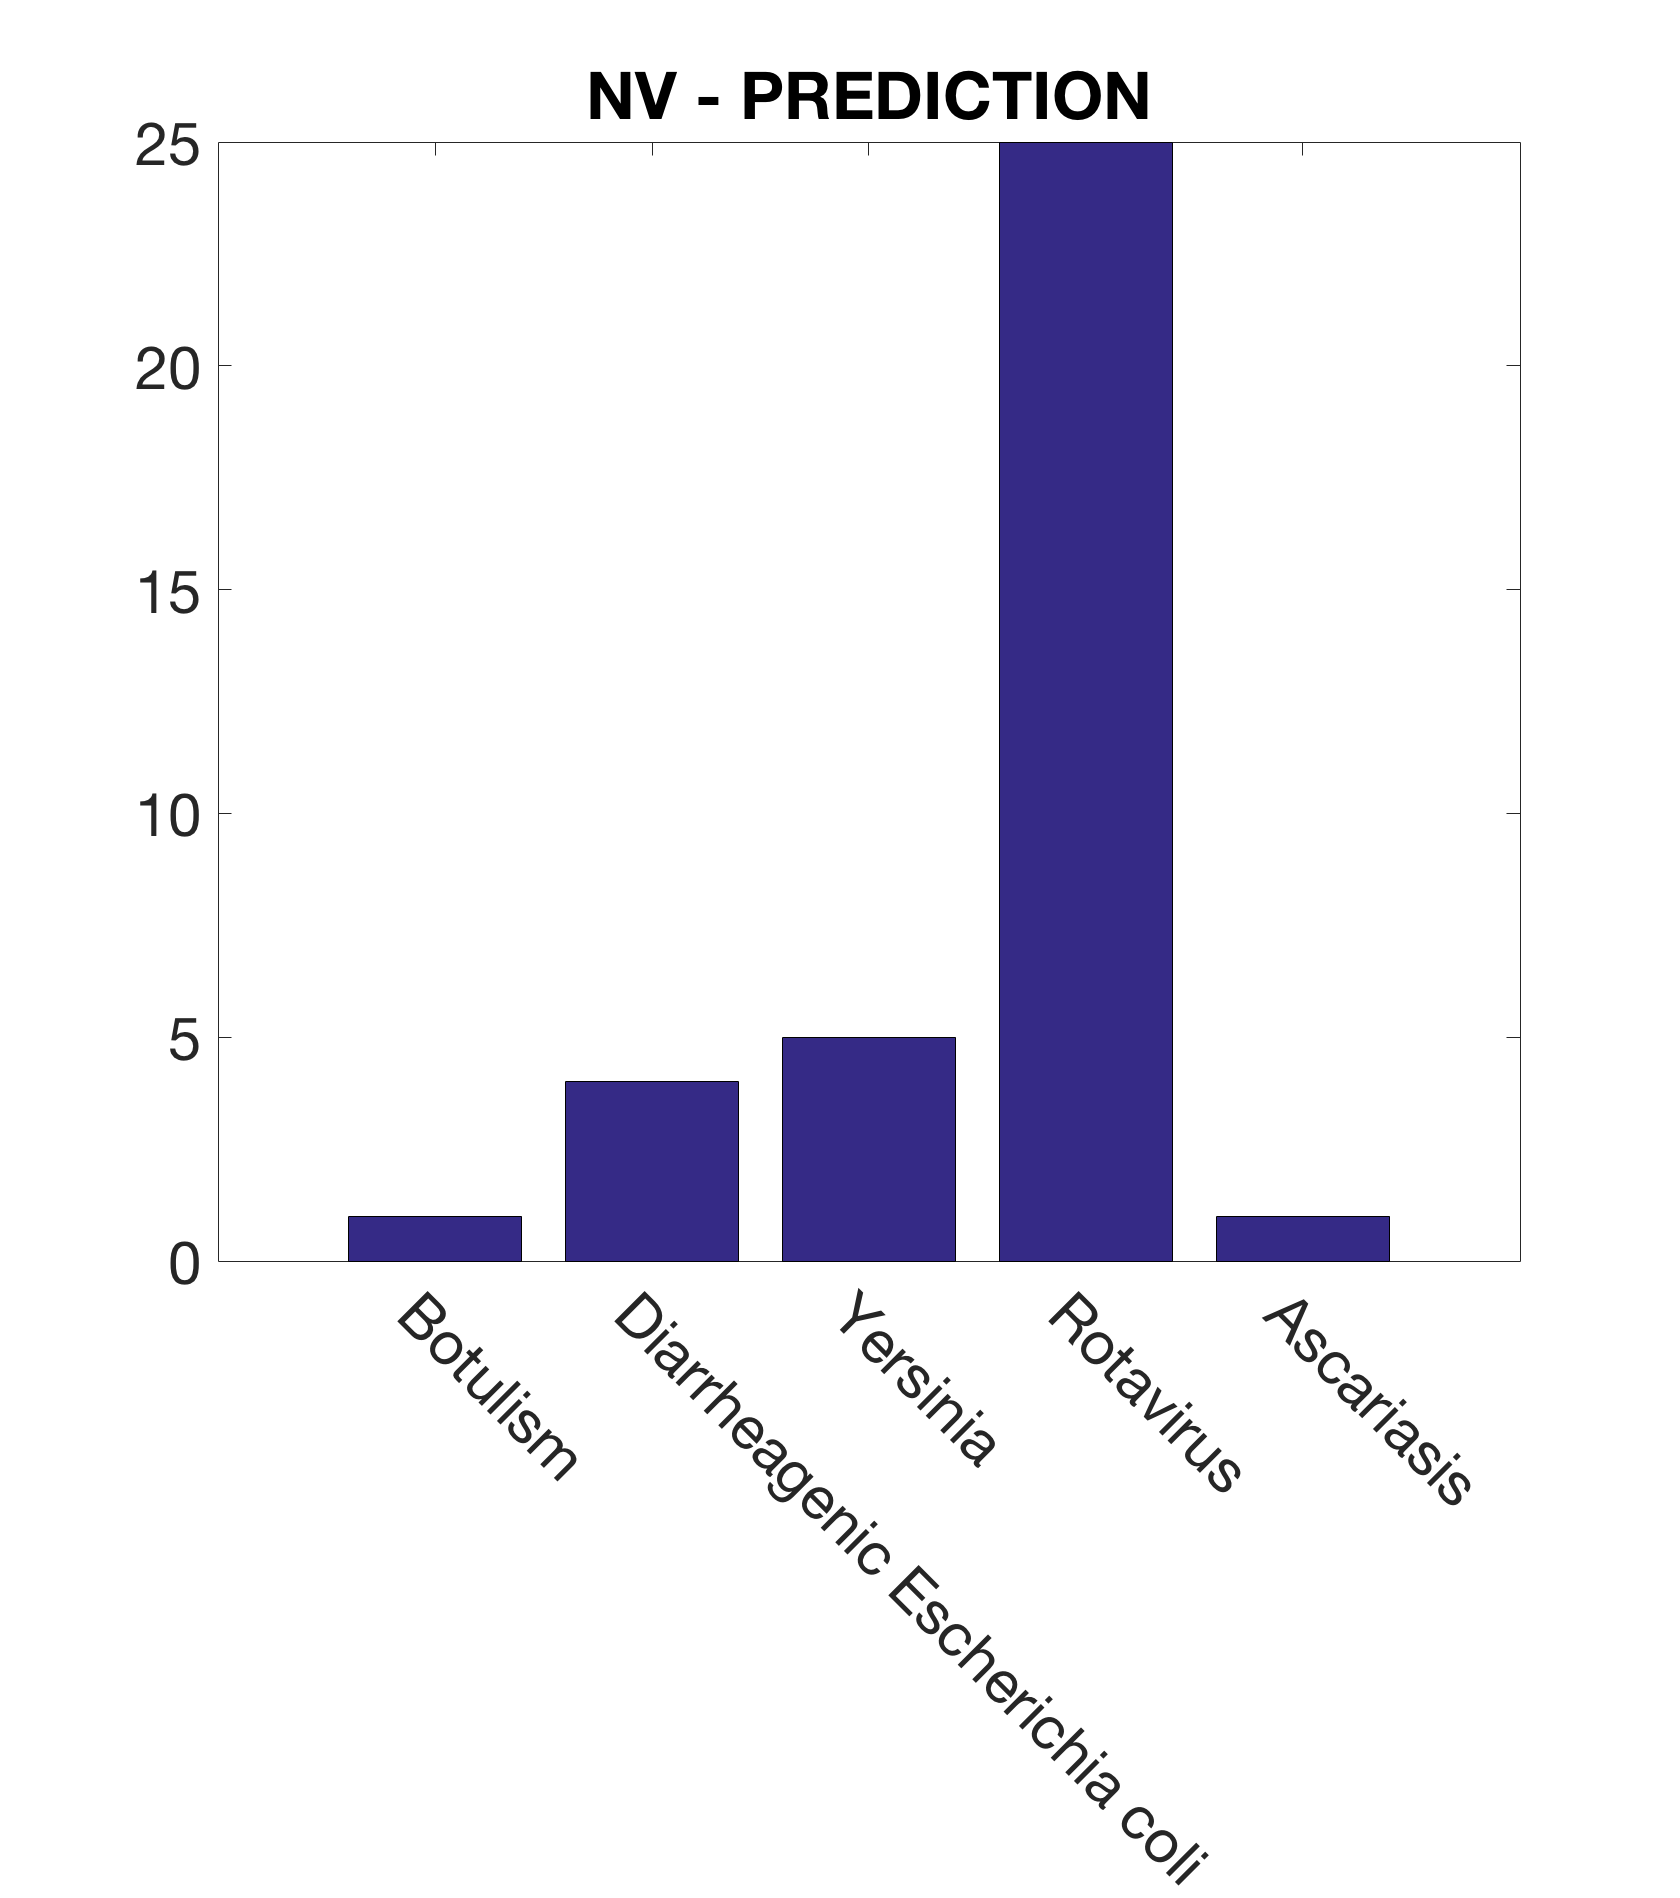 NV - PREDICTION
25
20
15
10
5
0
Botulism
Diarrheagenic Escherichia coli
Yersinia
Rotavirus
Ascariasis